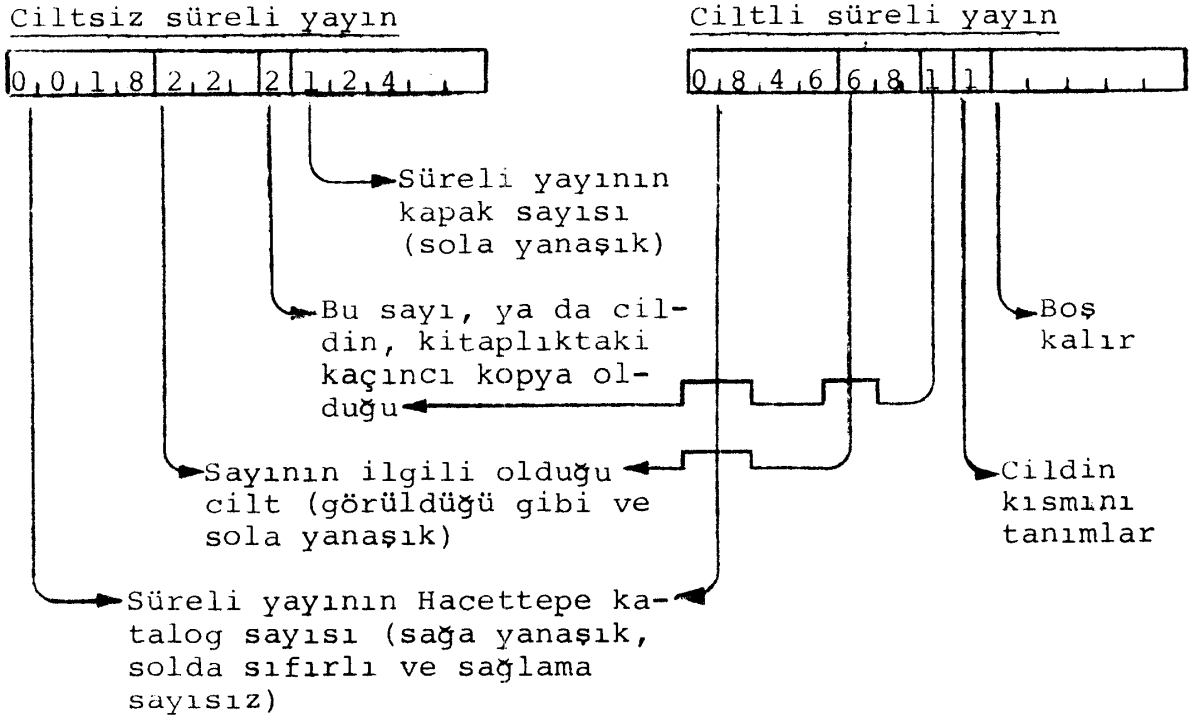 Ciltsiz süreli yayın
Ciltli süreli yayın
0 0 1 8 2 2 2 1 2 4
0 8 4 6 6 8 1 1
Süreli yayının
kapak sayısı
(sola yanaşık)
Bu sayı, ya da cil-
din, kitaplıktaki
kaçıncı kopya ol-
duğu
Boş
kalır
Sayının ilgili olduğu
cilt (görüldüğü gibi ve
sola yanaşık)
Cildin
kısmını
tanımlar
Süreli yayının Hacettepe ka-
talog sayısı (sağa yanaşık,
solda sıfırlı ve sağlama
sayısız)